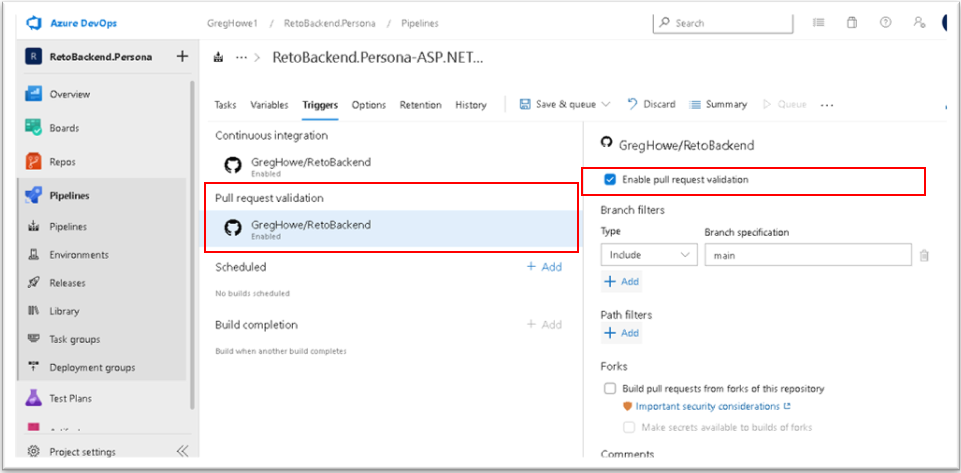 Azure DevOps
GregHowe1 / RetoBackend.Persona / Pipelines
Search
R RetoBackend.Persona +
... > RetoBackend.Persona-ASP.NET...
Overview
Boards
Repos
Pipelines
Pipelines
Environments
Releases
Library
Task groups
Deployment groups
Test Plans
Project settings
Tasks Variables Triggers Options Retention History Save & queue Discard Summary Queue ...
Continuous integration
GregHowe/RetoBackend
Enabled
Pull request validation
GregHowe/RetoBackend
Enabled
Scheduled + Add
No builds scheduled
Build completion + Add
Build when another build completes
GregHowe/RetoBackend
Enable pull request validation
Branch filters
Type Branch specification
Include main
+ Add
Path filters
+ Add
Forks
Build pull requests from forks of this repository
Important security considerations
Make secrets available to builds of forks
Comments